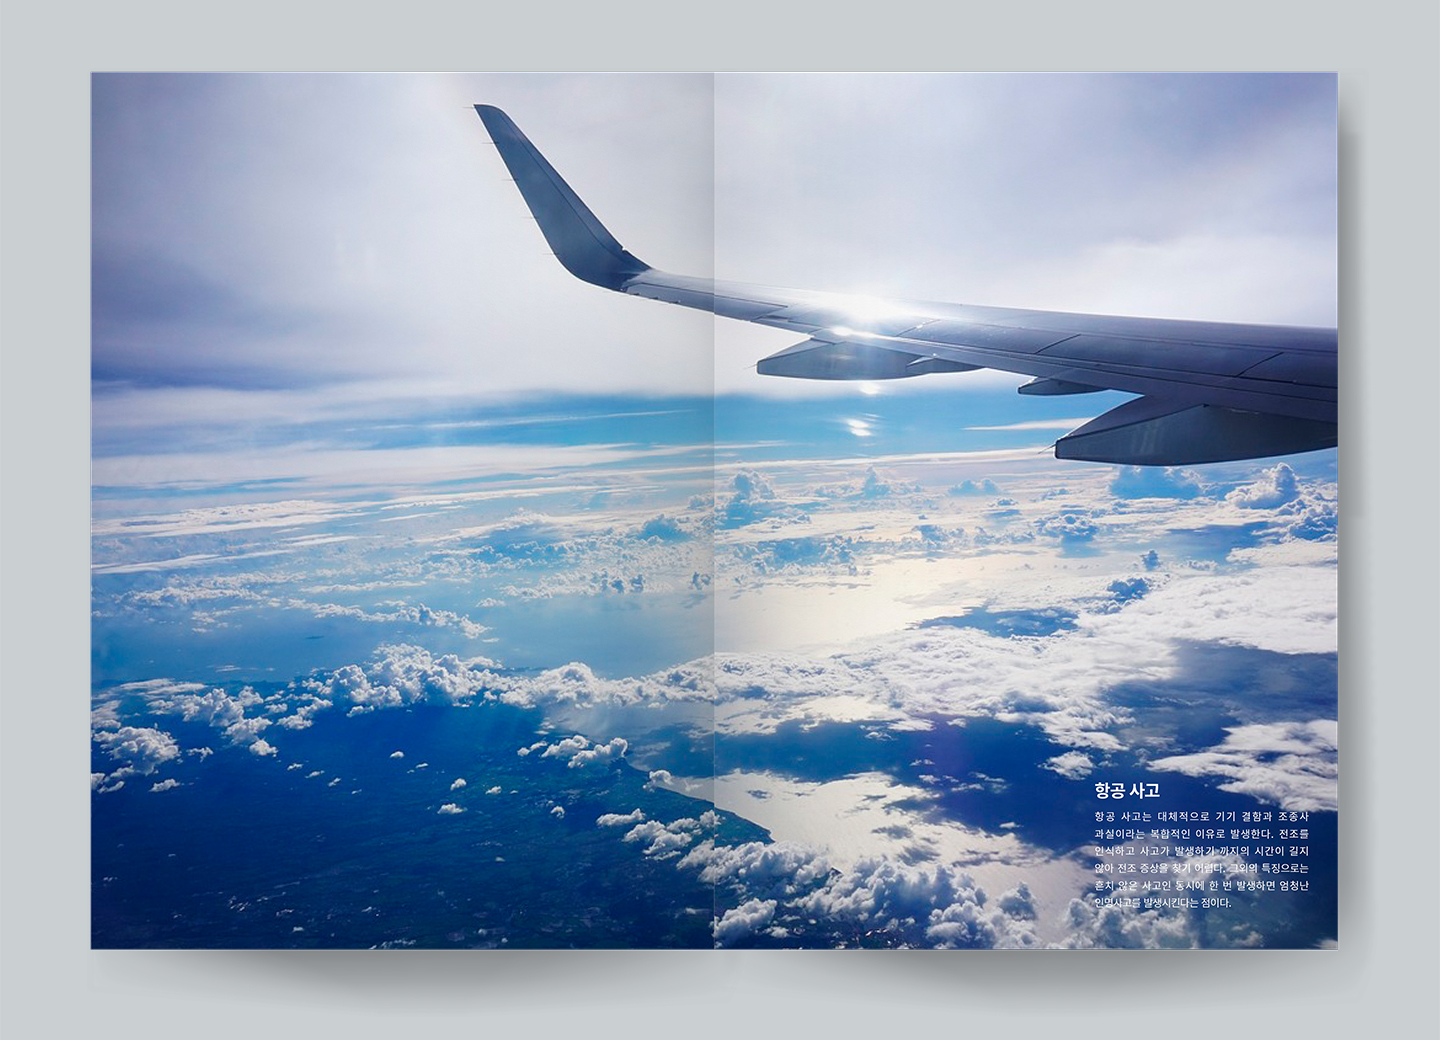 항공 사고
항공 사고는 대체적으로 기기 결함과 조종사
과실이라는 복합적인 이유로 발생한다. 전조를
인식하고 사고가 발생하기 까지의 시간이 길지
않아 전조 증상을 찾기 어렵다. 그외의 특징으로는
흔치 않은 사고인 동시에 한 번 발생하면 엄청난
인명사고를 발생시킨다는 점이다.